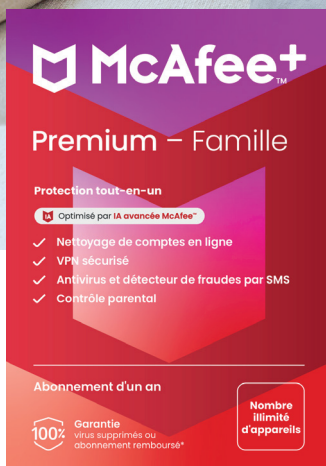 McAfee+™
Premium – Famille
Protection tout-en-un
Optimisé par IA avancée McAfee™
Nettoyage de comptes en ligne
VPN sécurisé
Antivirus et détecteur de fraudes par SMS
Contrôle parental
Abonnement d'un an
100%
Garantie
virus supprimés ou
abonnement remboursé*
Nombre
illimité
d'appareils